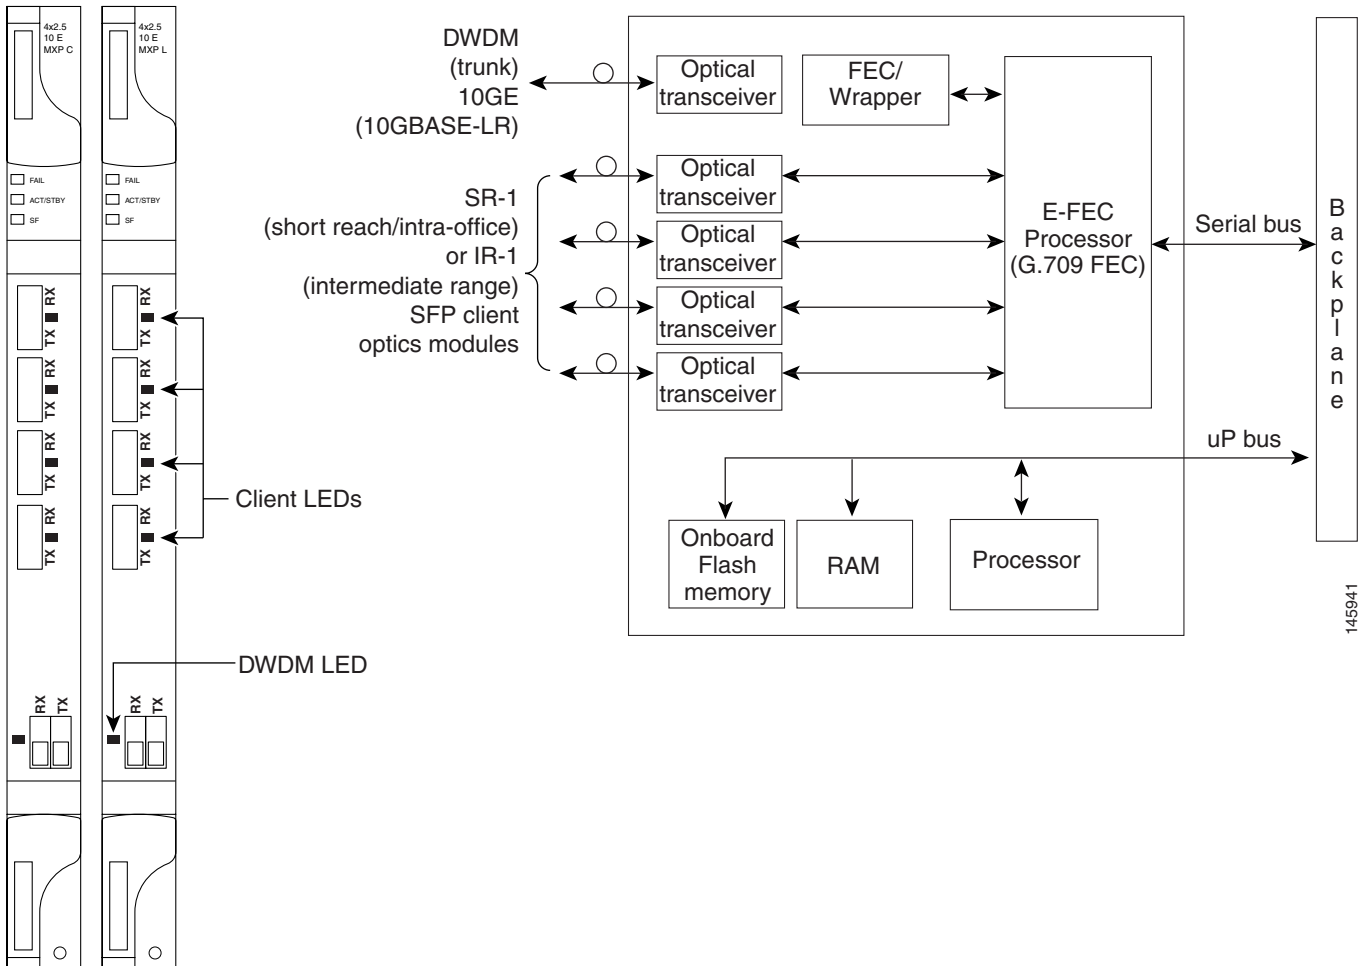 4x2.5
10 E
MXP C
FAIL
ACT/STBY
SF
RX
TX
RX
TX
RX
TX
RX
TX
RX
TX
4x2.5
10 E
MXP L
FAIL
ACT/STBY
SF
RX
TX
RX
TX
RX
TX
RX
TX
RX
TX
Client LEDs
DWDM LED
DWDM
(trunk)
10GE
(10GBASE-LR)
SR-1
(short reach/intra-office)
or IR-1
(intermediate range)
SFP client
optics modules
Optical
transceiver
FEC/
Wrapper
Optical
transceiver
Optical
transceiver
Optical
transceiver
Optical
transceiver
E-FEC
Processor
(G.709 FEC)
Serial bus
uP bus
Onboard
Flash
memory
RAM
Processor
Backplane
145941